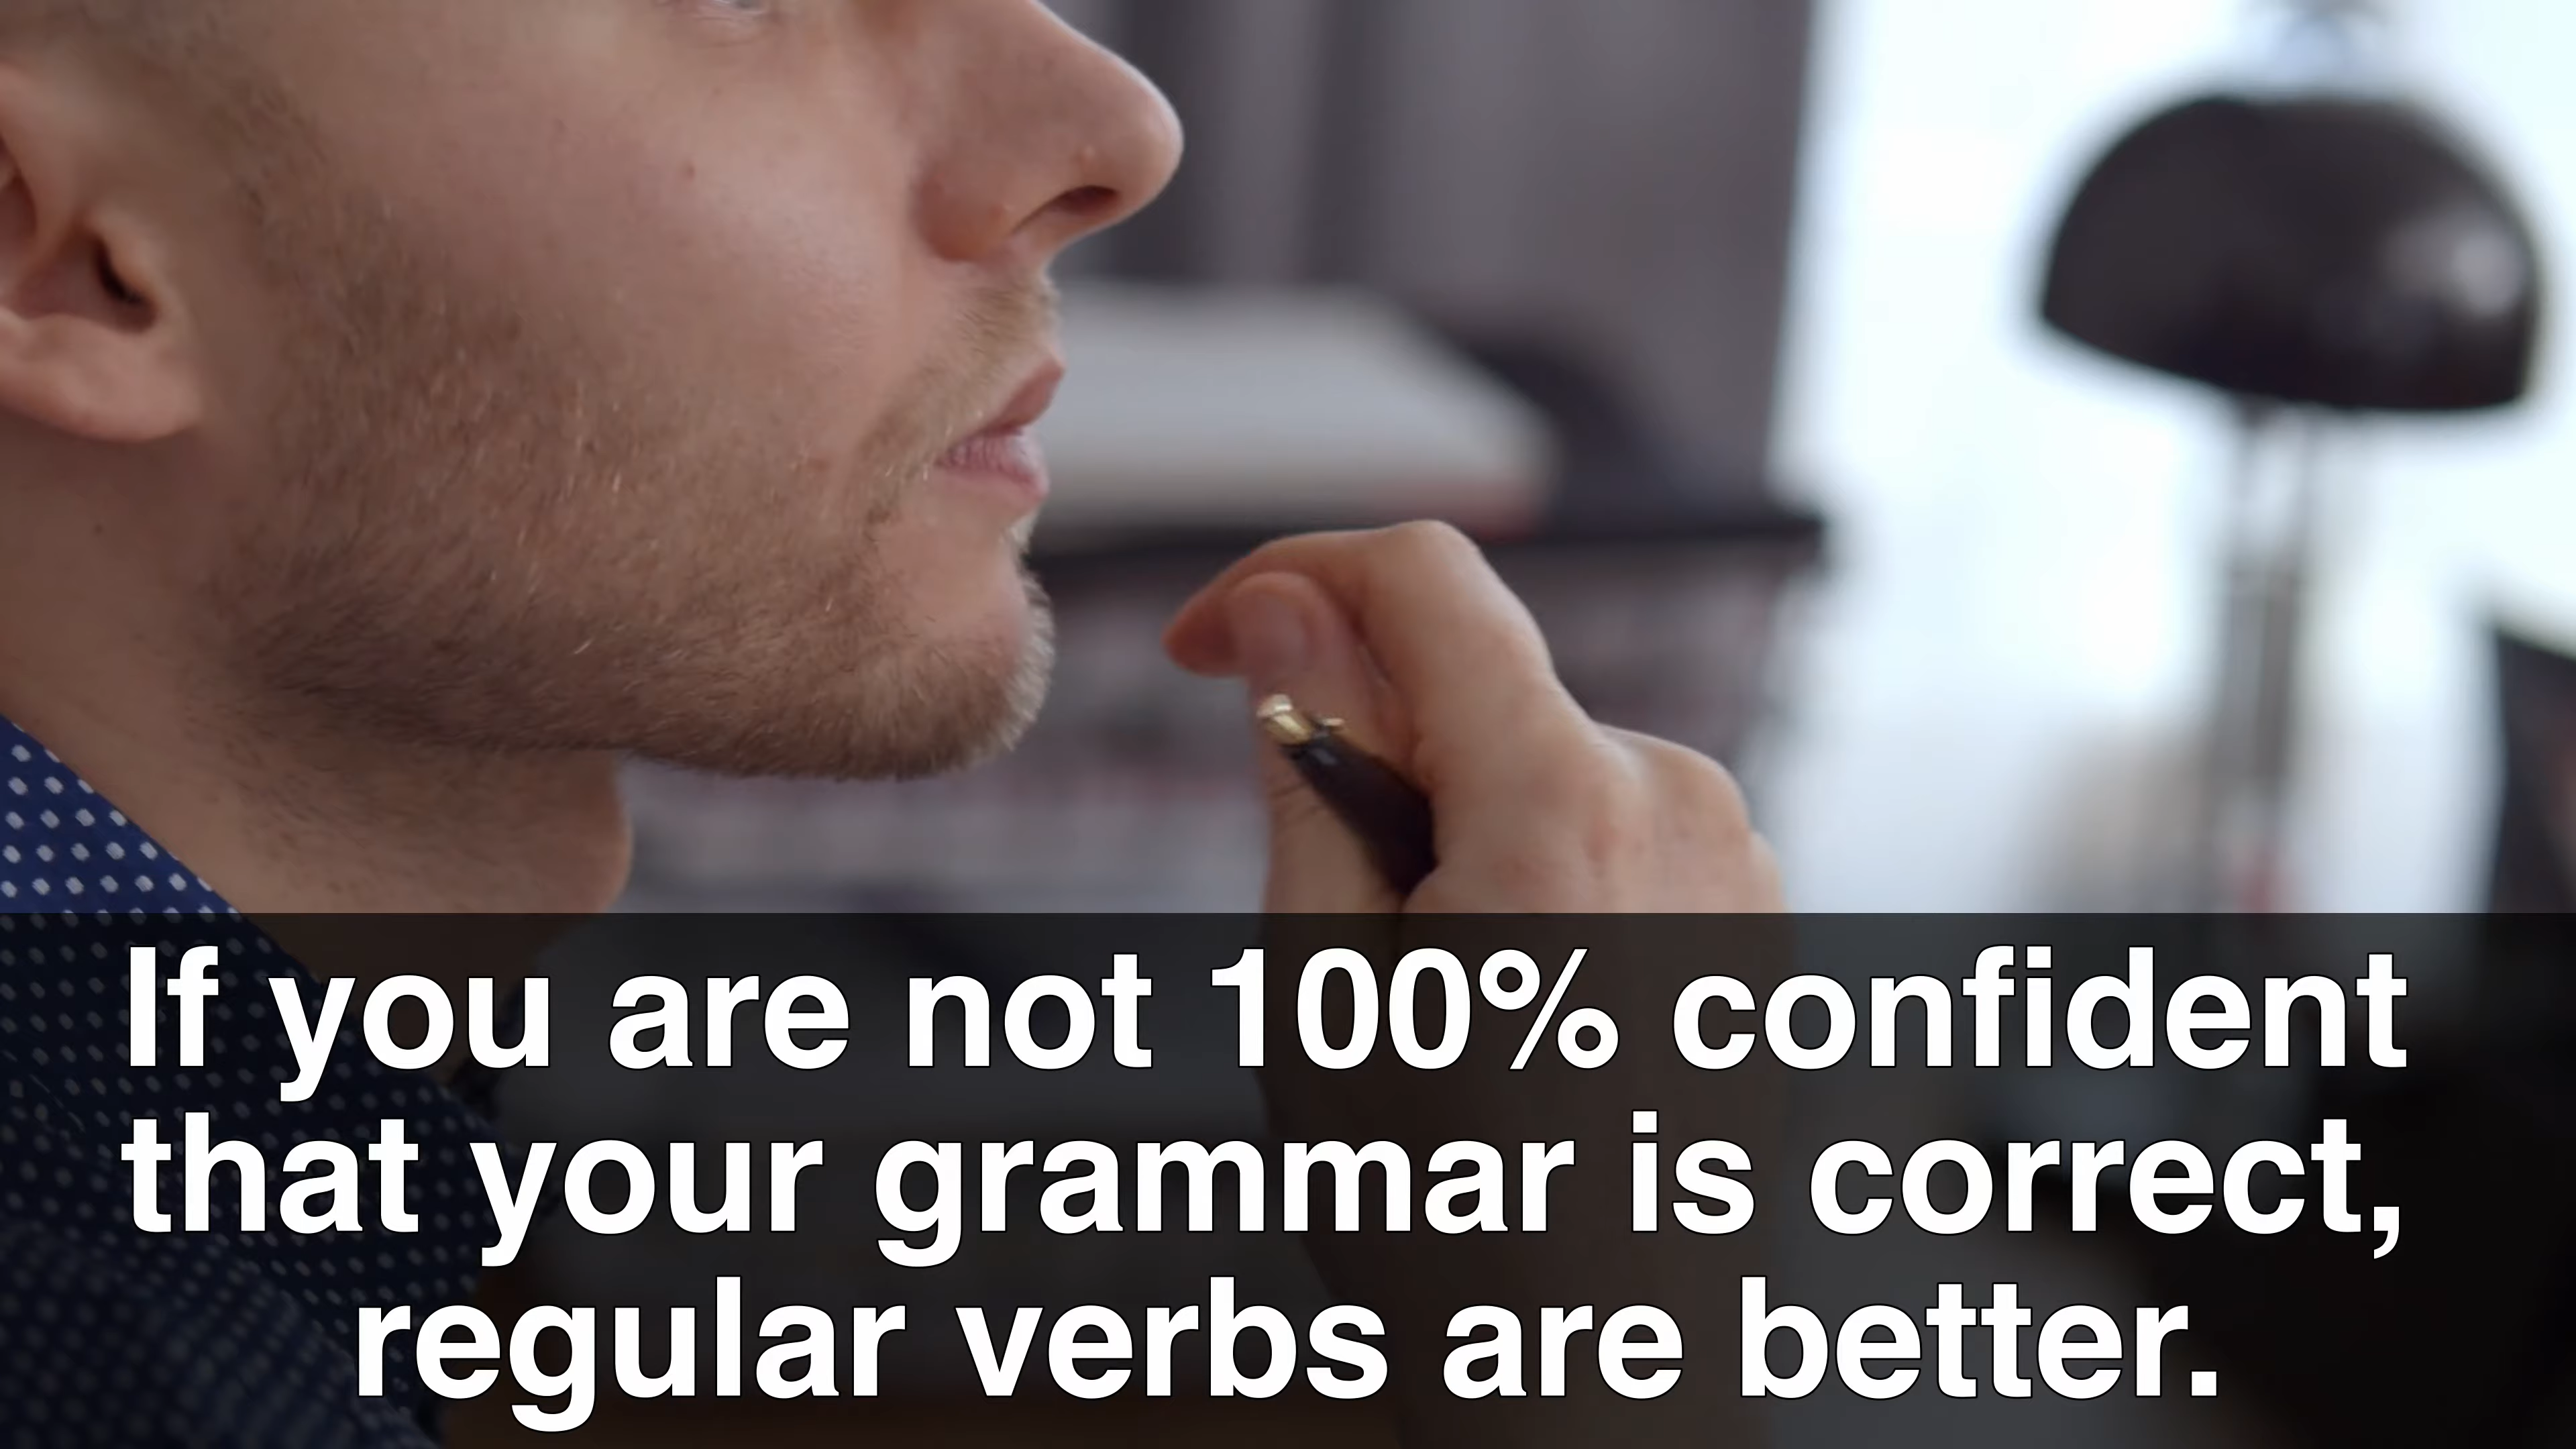 If you are not 100% confident
that your grammar is correct,
regular verbs are better.